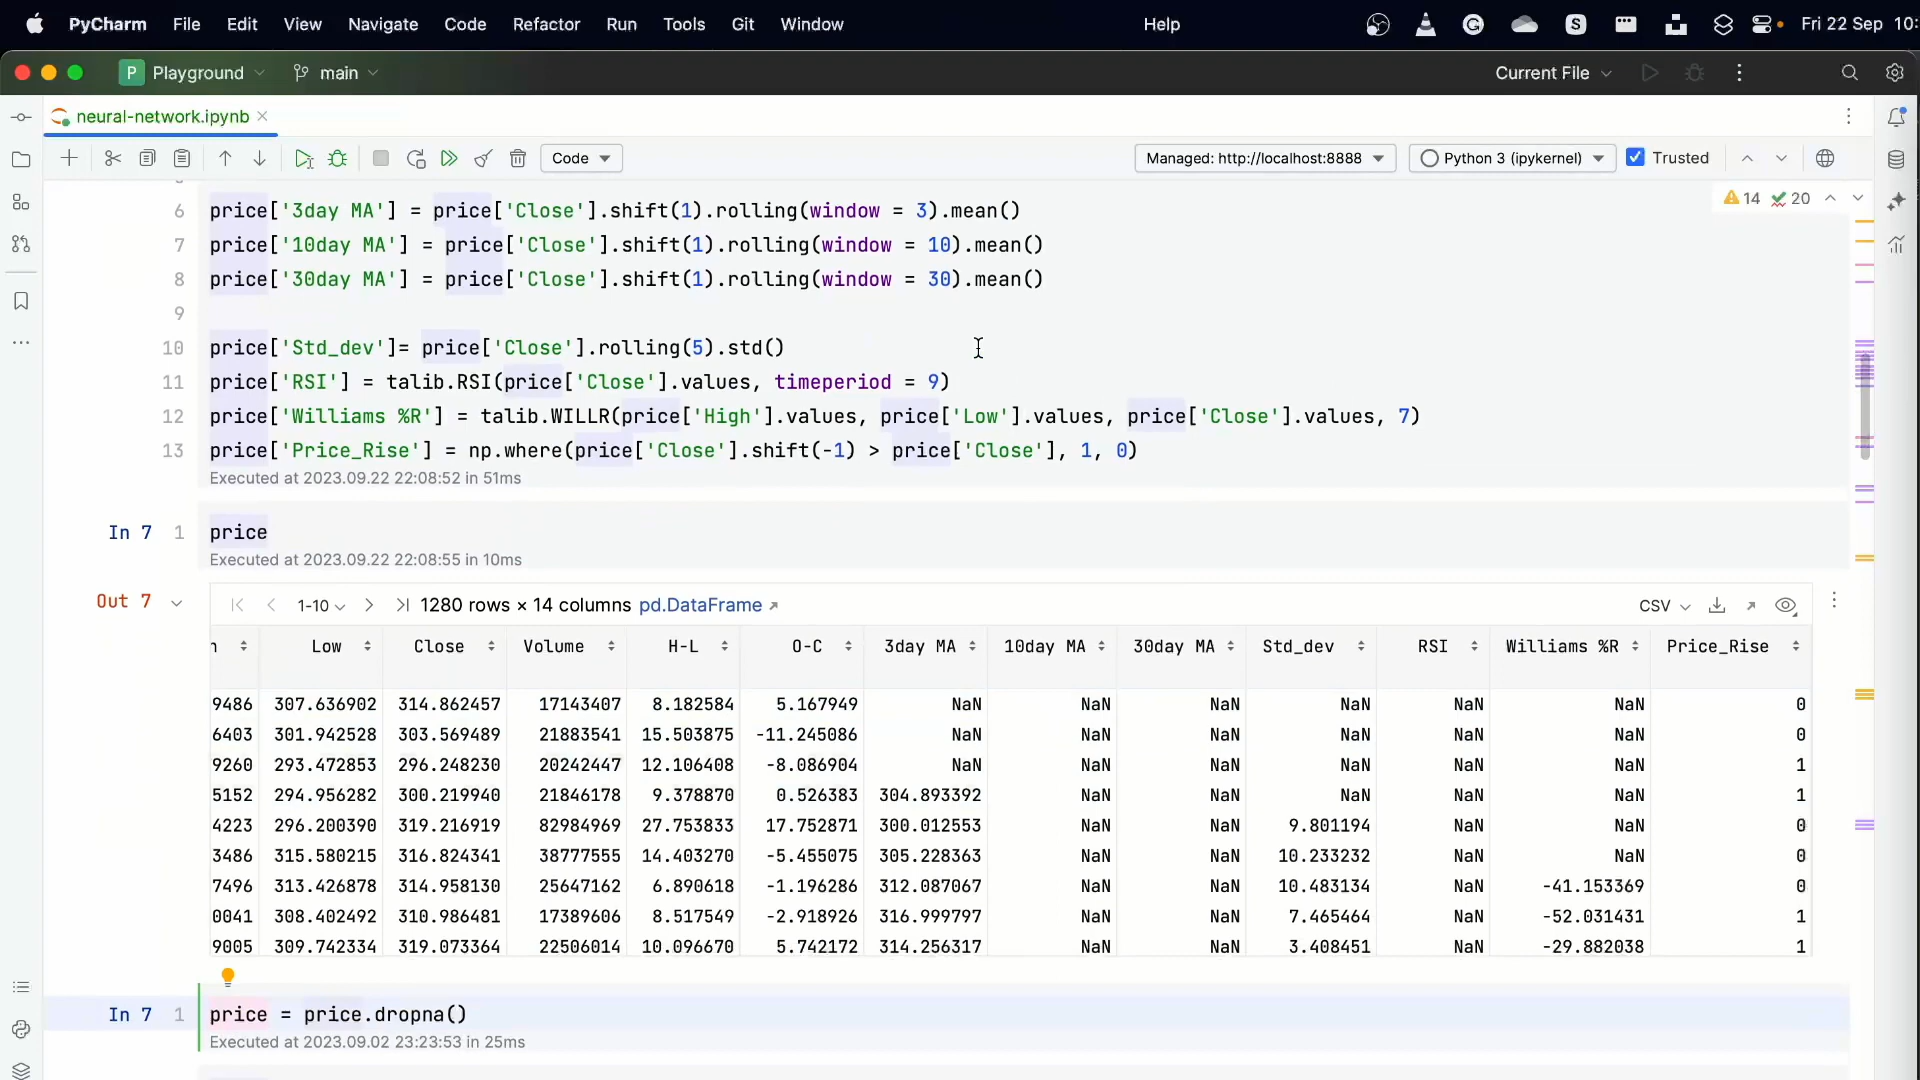 PyCharm File Edit View Navigate Code Refactor Run Tools Git Window Help Fri 22 Sep 10:
P Playground main Current File
neural-network.ipynb
Code Managed: http://localhost:8888 Python 3 (ipykernel) Trusted
14 20
6 price['3day MA'] = price['Close'].shift(1).rolling(window = 3).mean()
7 price['10day MA'] = price['Close'].shift(1).rolling(window = 10).mean()
8 price['30day MA'] = price['Close'].shift(1).rolling(window = 30).mean()
9
10 price['Std_dev']= price['Close'].rolling(5).std()
11 price['RSI'] = talib.RSI(price['Close'].values, timeperiod = 9)
12 price['Williams %R'] = talib.WILLR(price['High'].values, price['Low'].values, price['Close'].values, 7)
13 price['Price_Rise'] = np.where(price['Close'].shift(-1) > price['Close'], 1, 0)
Executed at 2023.09.22 22:08:52 in 51ms
In 7 1 price
Executed at 2023.09.22 22:08:55 in 10ms
Out 7 1-10 1280 rows × 14 columns pd.DataFrame CSV
Low Close Volume H-L O-C 3day MA 10day MA 30day MA Std_dev RSI Williams %R Price_Rise
9486 307.636902 314.862457 17143407 8.182584 5.167949 NaN NaN NaN NaN NaN NaN 0
6403 301.942528 303.569489 21883541 15.503875 -11.245086 NaN NaN NaN NaN NaN NaN 0
9260 293.472853 296.248230 20242447 12.106408 -8.086904 NaN NaN NaN NaN NaN NaN 1
5152 294.956282 300.219940 21846178 9.378870 0.526383 304.893392 NaN NaN NaN NaN NaN 1
4223 296.200390 319.216919 82984969 27.753833 17.752871 300.012553 NaN NaN 9.801194 NaN NaN 0
3486 315.580215 316.824341 38777555 14.403270 -5.455075 305.228363 NaN NaN 10.233232 NaN NaN 0
7496 313.426878 314.958130 25647162 6.890618 -1.196286 312.087067 NaN NaN 10.483134 NaN -41.153369 0
0041 308.402492 310.986481 17389606 8.517549 -2.918926 316.999797 NaN NaN 7.465464 NaN -52.031431 1
9005 309.742334 319.073364 22506014 10.096670 5.742172 314.256317 NaN NaN 3.408451 NaN -29.882038 1
In 7 1 price = price.dropna()
Executed at 2023.09.02 23:23:53 in 25ms